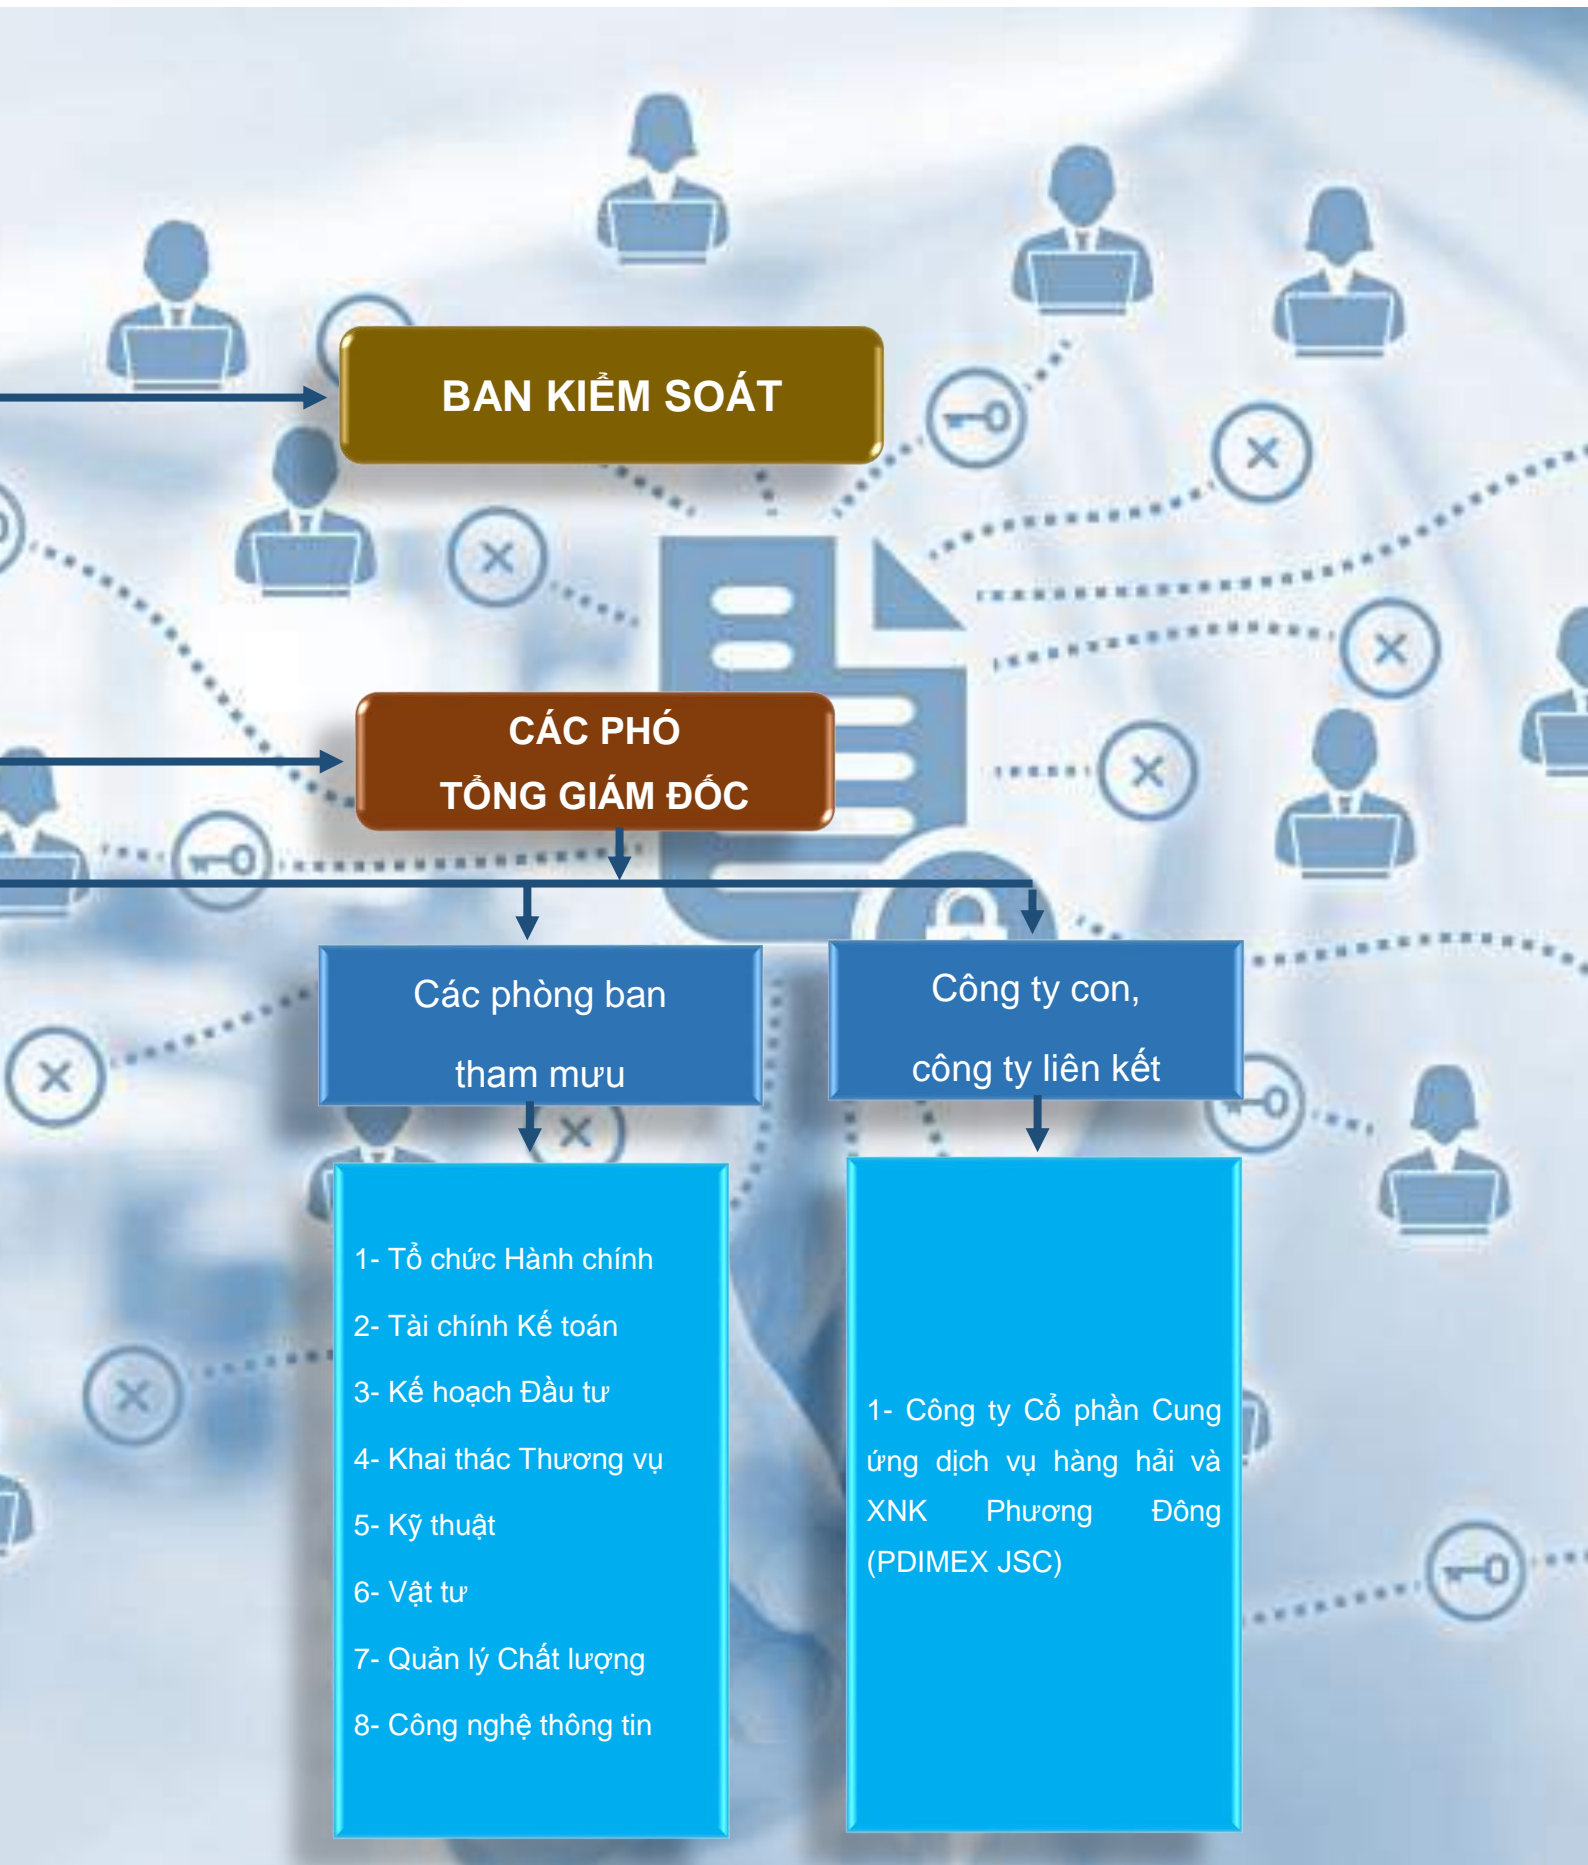 BAN KIỂM SOÁT
CÁC PHÓ
TỔNG GIÁM ĐỐC
Các phòng ban
tham mưu
Công ty con,
công ty liên kết
1- Tổ chức Hành chính
2- Tài chính Kế toán
3- Kế hoạch Đầu tư
4- Khai thác Thương vụ
5- Kỹ thuật
6- Vật tư
7- Quản lý Chất lượng
8- Công nghệ thông tin
1- Công ty Cổ phần Cung
ứng dịch vụ hàng hải và
XNK Phương Đông
(PDIMEX JSC)